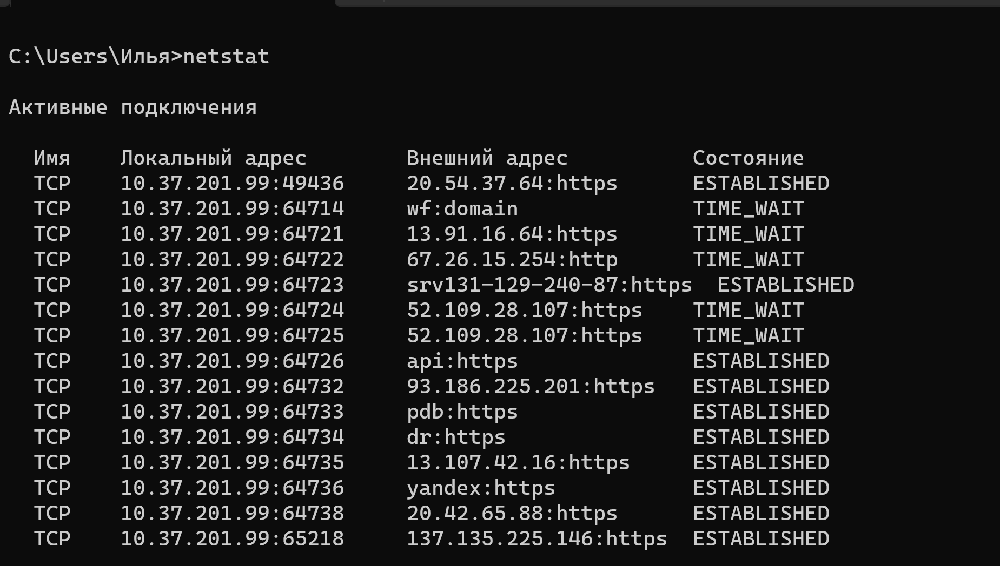 C:\Users\Илья>netstat
Активные подключения
Имя Локальный адрес Внешний адрес Состояние
TCP 10.37.201.99:49436 20.54.37.64:https ESTABLISHED
TCP 10.37.201.99:64714 wf:domain TIME_WAIT
TCP 10.37.201.99:64721 13.91.16.64:https TIME_WAIT
TCP 10.37.201.99:64722 67.26.15.254:http TIME_WAIT
TCP 10.37.201.99:64723 srv131-129-240-87:https ESTABLISHED
TCP 10.37.201.99:64724 52.109.28.107:https TIME_WAIT
TCP 10.37.201.99:64725 52.109.28.107:https TIME_WAIT
TCP 10.37.201.99:64726 api:https ESTABLISHED
TCP 10.37.201.99:64732 93.186.225.201:https ESTABLISHED
TCP 10.37.201.99:64733 pdb:https ESTABLISHED
TCP 10.37.201.99:64734 dr:https ESTABLISHED
TCP 10.37.201.99:64735 13.107.42.16:https ESTABLISHED
TCP 10.37.201.99:64736 yandex:https ESTABLISHED
TCP 10.37.201.99:64738 20.42.65.88:https ESTABLISHED
TCP 10.37.201.99:65218 137.135.225.146:https ESTABLISHED